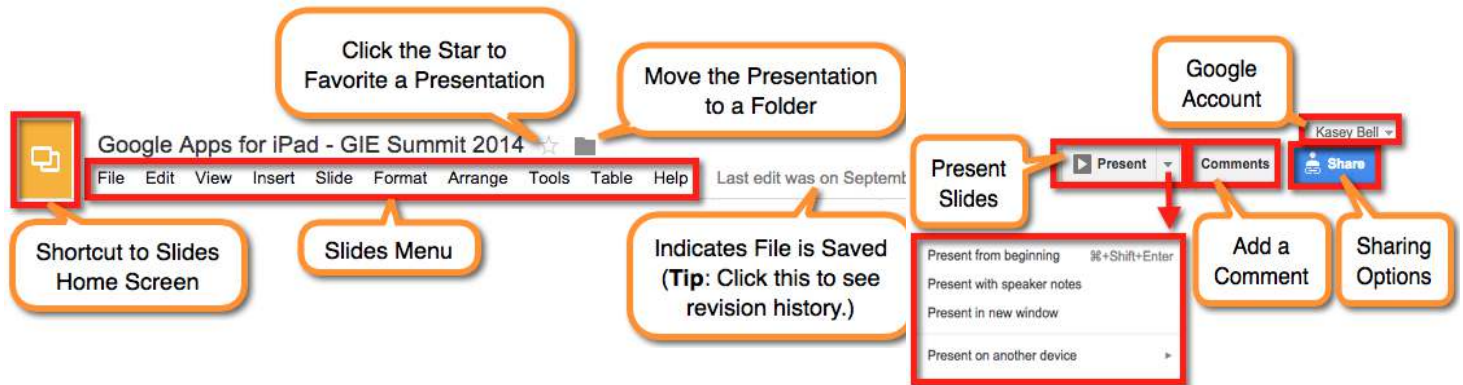 Click the Star to
Favorite a Presentation
Move the Presentation
to a Folder
Google
Account
Kasey Bell
Google Apps for iPad - GIE Summit 2014
File Edit View Insert Slide Format Arrange Tools Table Help
Last edit was on Septemb
Present
Slides
Present
Comments
Share
Shortcut to Slides
Home Screen
Slides Menu
Indicates File is Saved
(Tip: Click this to see
revision history.)
Present from beginning ⌘+Shift+Enter
Present with speaker notes
Present in new window
Present on another device
Add a
Comment
Sharing
Options